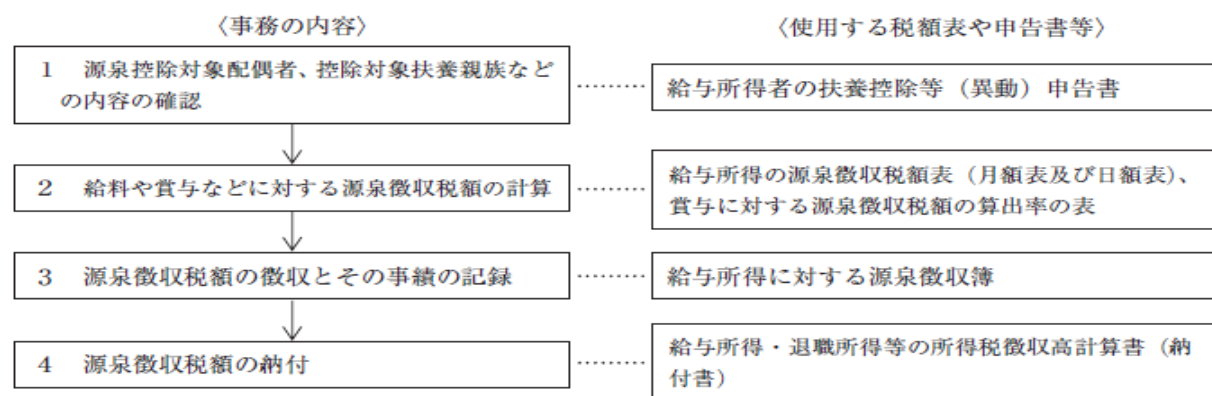 〈事務の内容〉
〈使用する税額表や申告書等〉
1 源泉控除対象配偶者、控除対象扶養親族など
の内容の確認
給与所得者の扶養控除等（異動）申告書
2 給料や賞与などに対する源泉徴収税額の計算
給与所得の源泉徴収税額表（月額表及び日額表）、
賞与に対する源泉徴収税額の算出率の表
3 源泉徴収税額の徴収とその事績の記録
給与所得に対する源泉徴収簿
4 源泉徴収税額の納付
給与所得・退職所得等の所得税徴収高計算書（納
付書）